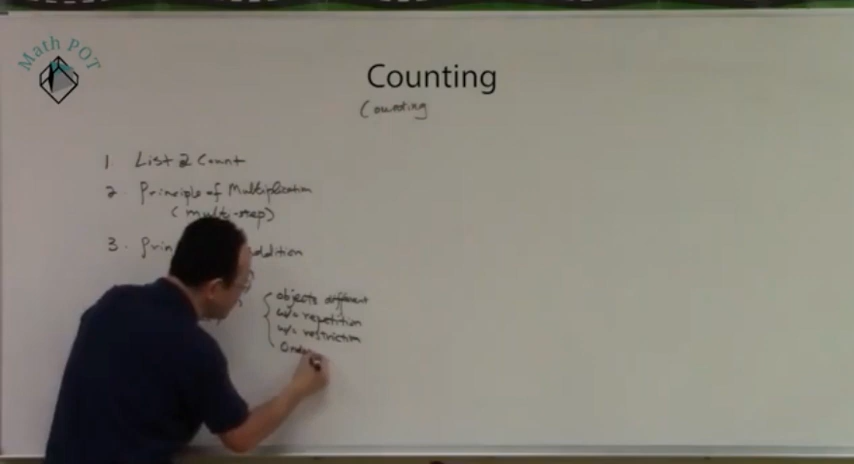 Math POT
Counting
Counting
1. List & Count
2. Principle of Multiplication
(multi-step)
3. Prin ddition
{ objects different
w/o repetition
w/o restriction
Order